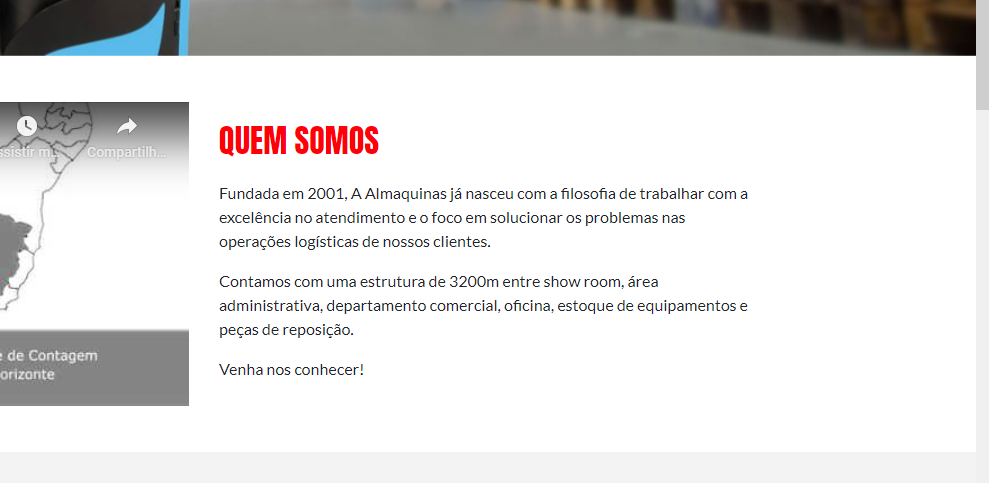 ssistir m...
Compartilh...
QUEM SOMOS
Fundada em 2001, A Almaquinas já nasceu com a filosofia de trabalhar com a
excelência no atendimento e o foco em solucionar os problemas nas
operações logísticas de nossos clientes.
Contamos com uma estrutura de 3200m entre show room, área
administrativa, departamento comercial, oficina, estoque de equipamentos e
peças de reposição.
Venha nos conhecer!
e de Contagem
orizonte